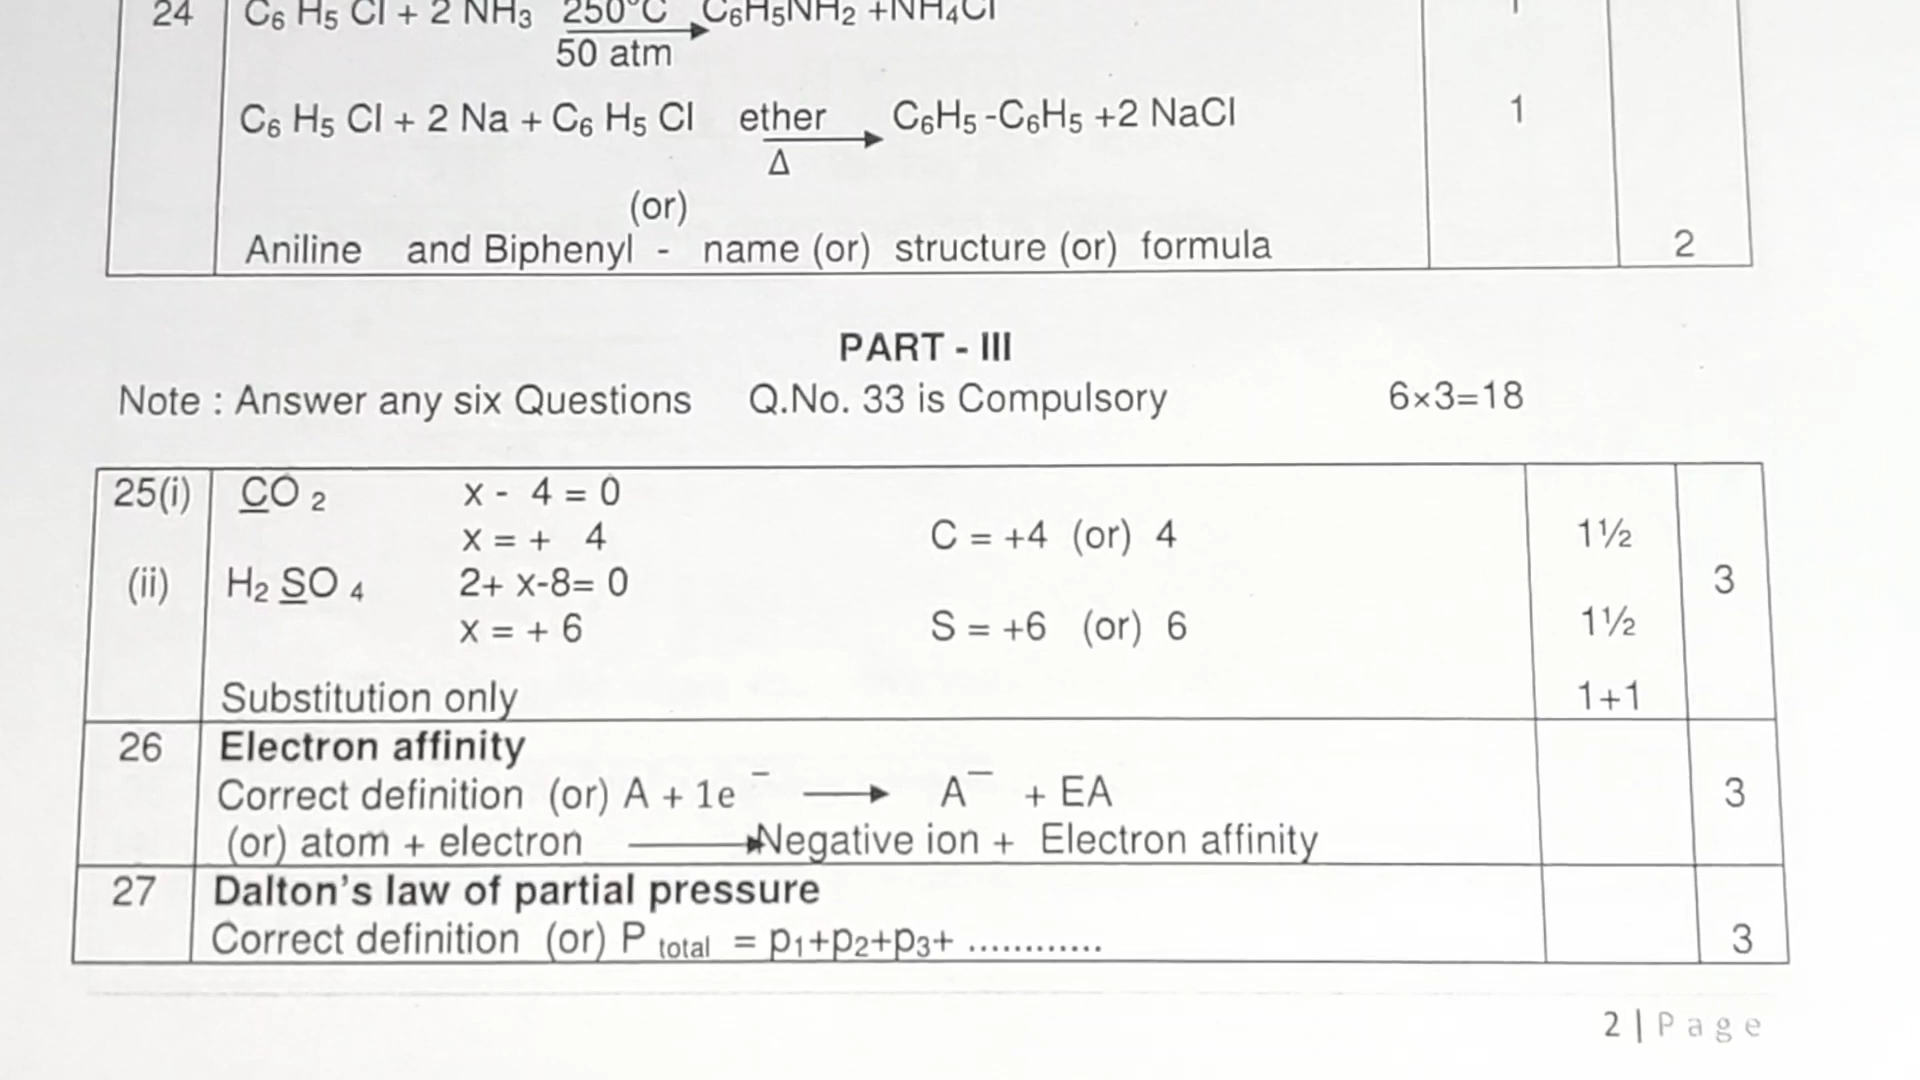 24 C₆ H₅ Cl + 2 NH₃ 250°C C₆H₅NH₂ +NH₄Cl 1
50 atm
C₆ H₅ Cl + 2 Na + C₆ H₅ Cl ether C₆H₅ -C₆H₅ +2 NaCl 1
Δ
(or)
Aniline and Biphenyl - name (or) structure (or) formula 2
PART - III
Note : Answer any six Questions Q.No. 33 is Compulsory 6×3=18
25(i) CO ₂ x - 4 = 0
x = + 4 C = +4 (or) 4 1½
(ii) H₂ SO ₄ 2+ x-8= 0 3
x = + 6 S = +6 (or) 6 1½
Substitution only 1+1
26 Electron affinity
Correct definition (or) A + 1e⁻ → A⁻ + EA 3
(or) atom + electron → Negative ion + Electron affinity
27 Dalton's law of partial pressure
Correct definition (or) P total = p₁+p₂+p₃+ ............ 3
2 | Page